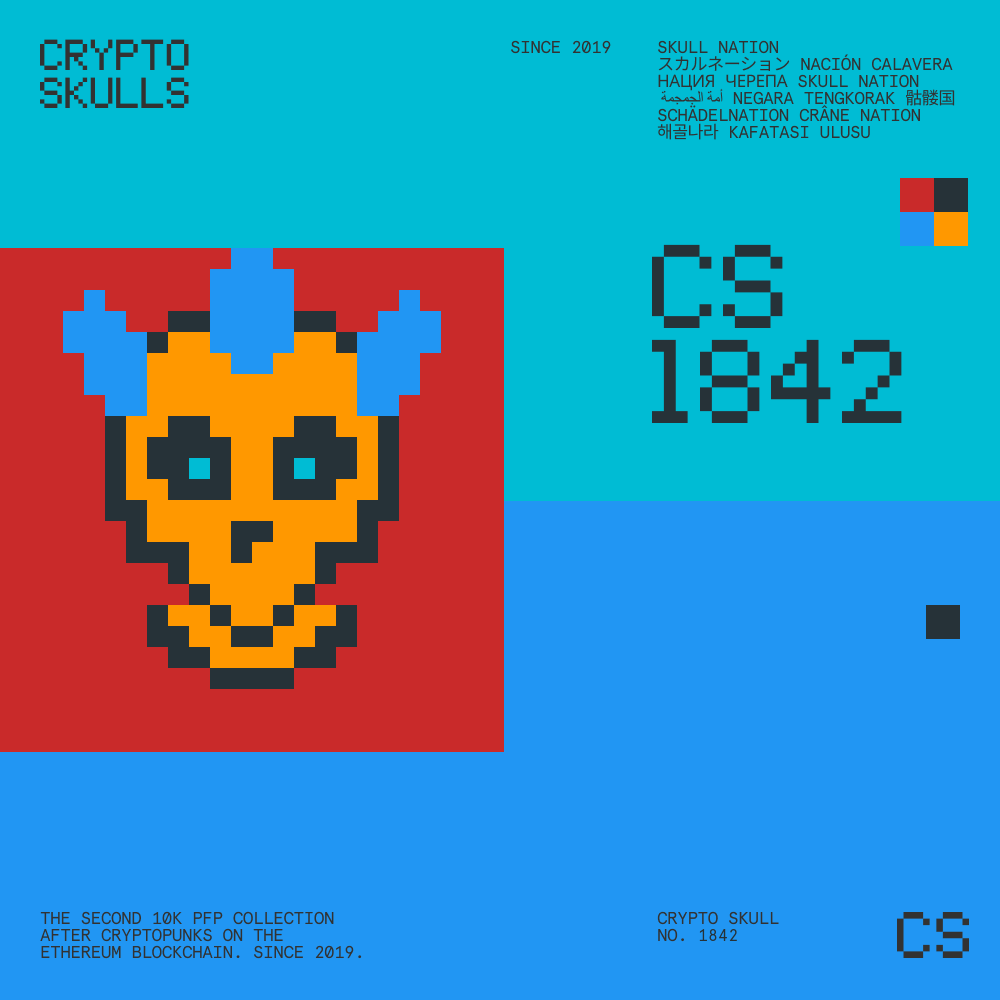 CRYPTO
SKULLS
SINCE 2019
SKULL NATION
スカルネーション NACIÓN CALAVERA
НАЦИЯ ЧЕРЕПА SKULL NATION
أمة الجمجمة NEGARA TENGKORAK 骷髅国
SCHÄDELNATION CRÂNE NATION
해골나라 KAFATASI ULUSU
CS
1842
THE SECOND 10K PFP COLLECTION
AFTER CRYPTOPUNKS ON THE
ETHEREUM BLOCKCHAIN. SINCE 2019.
CRYPTO SKULL
NO. 1842
CS